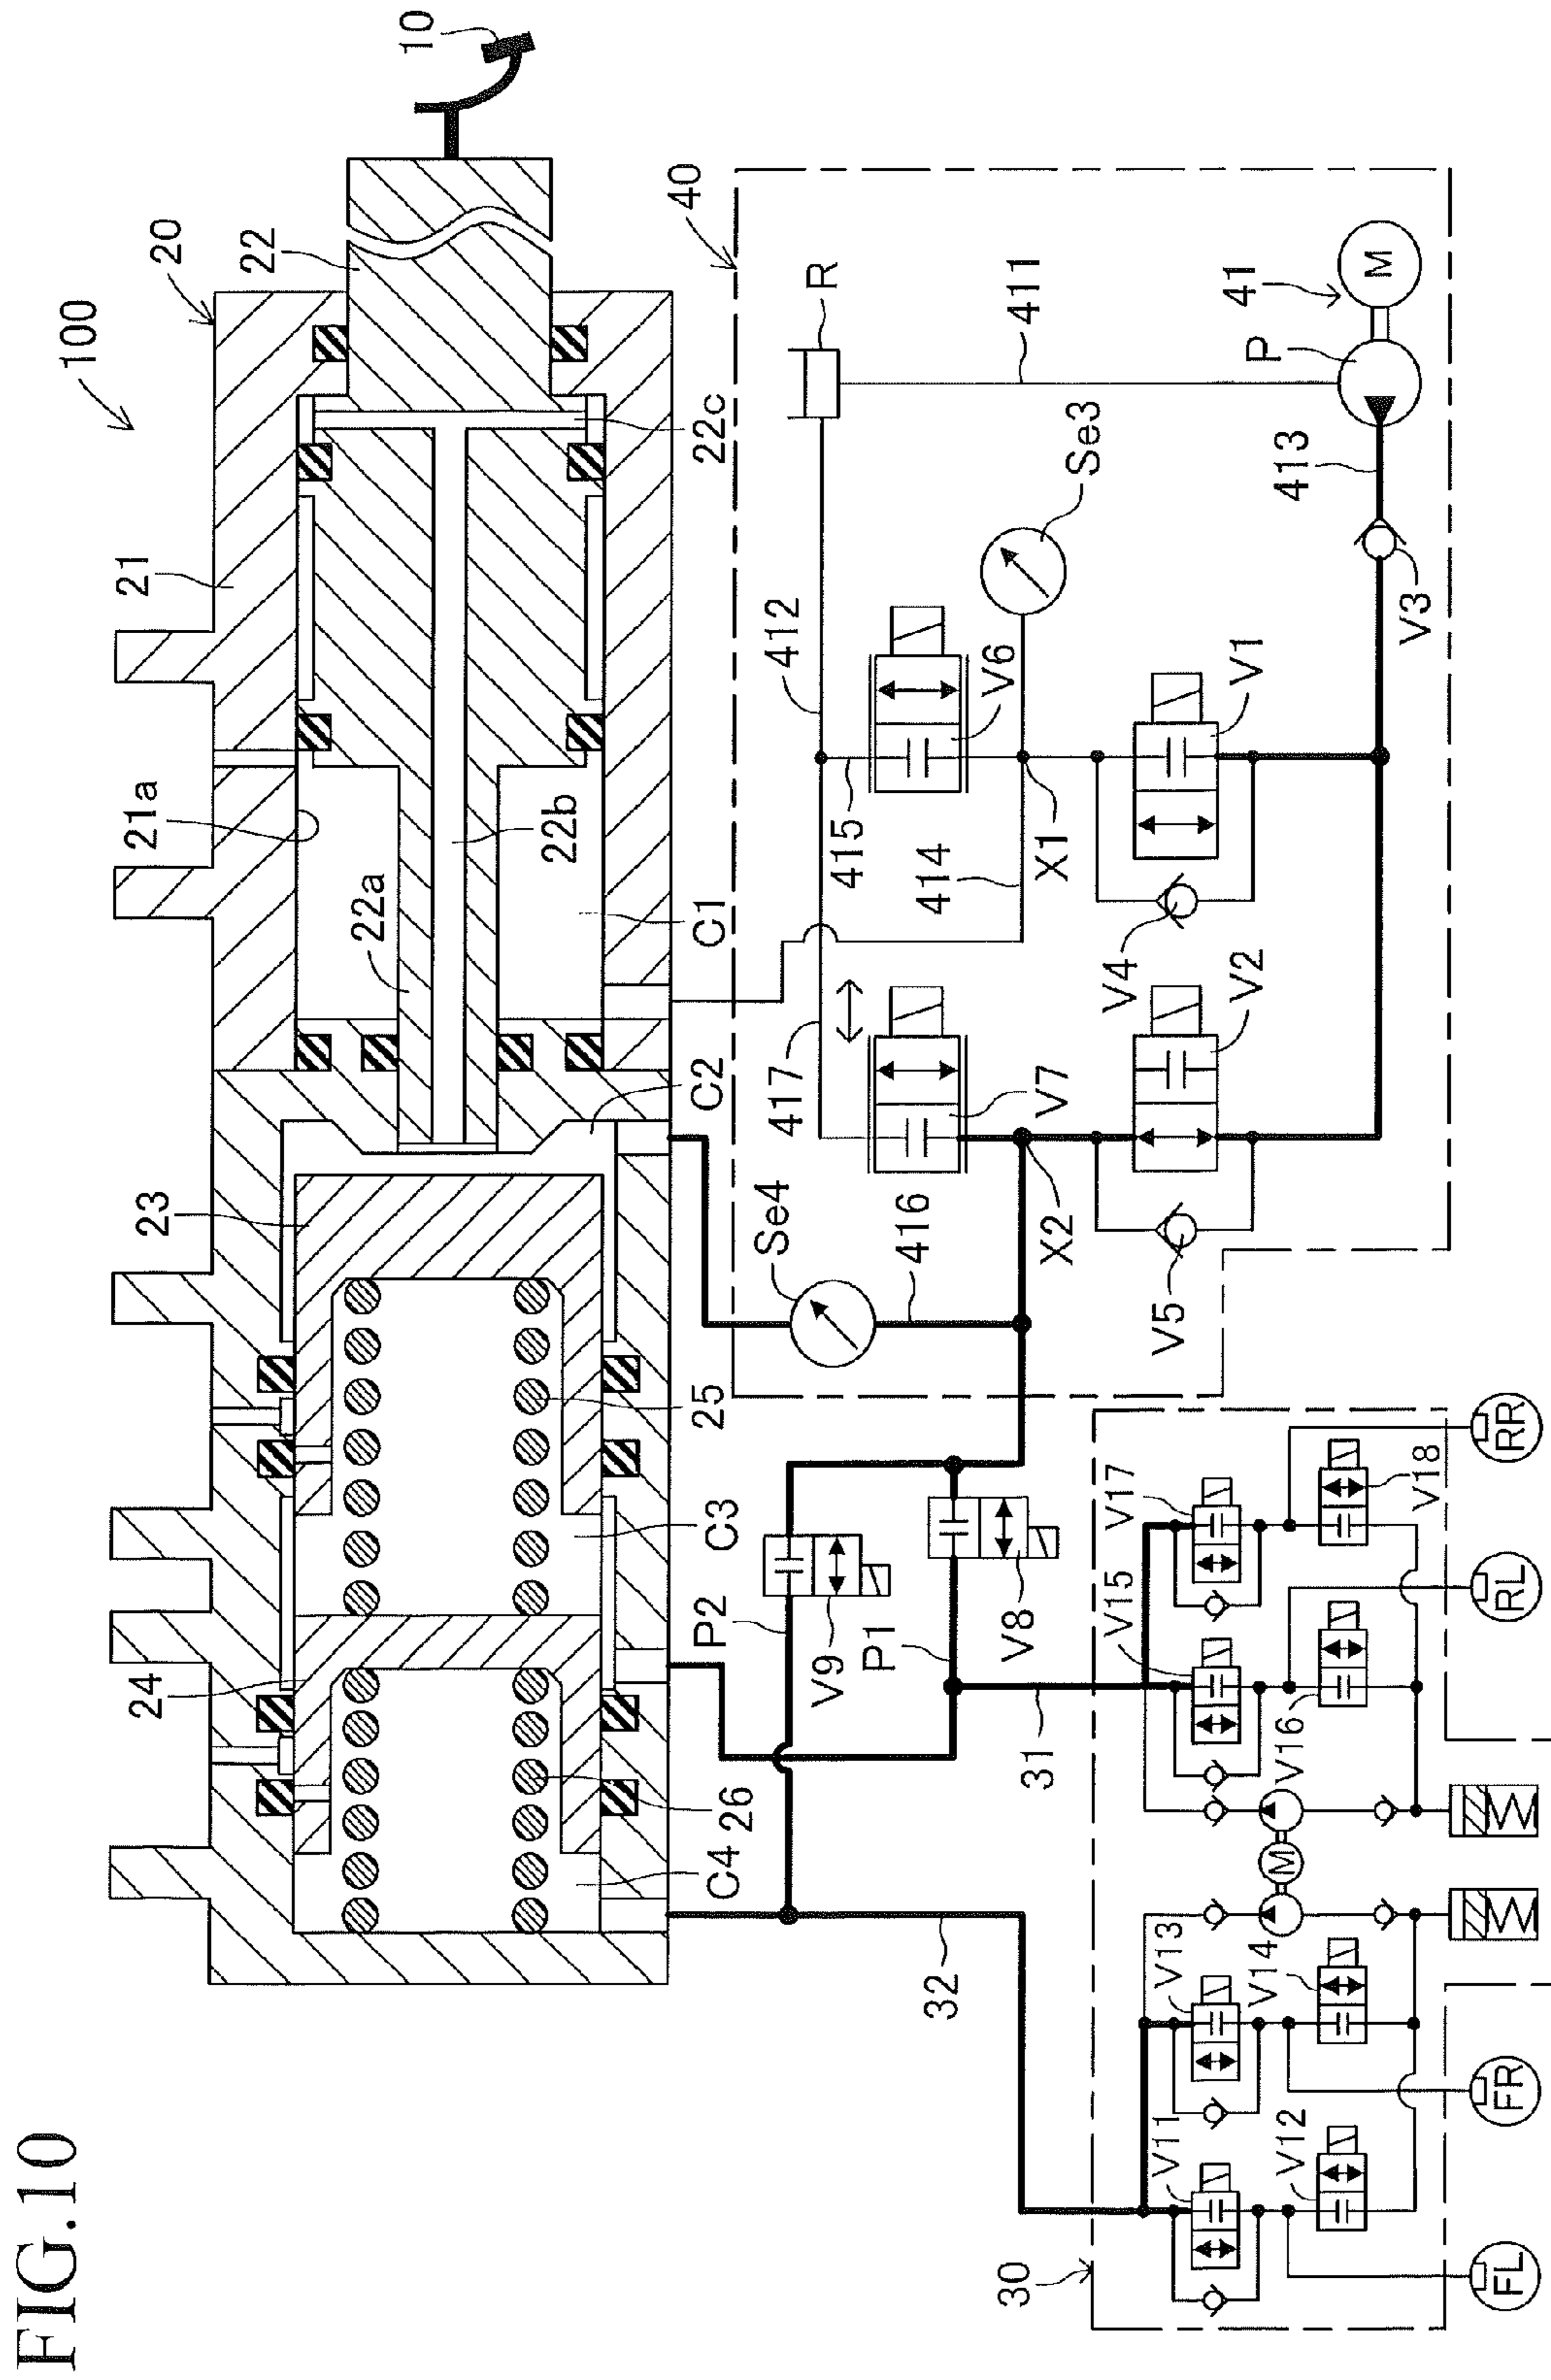 FIG.10
100
20
10
22
21
21a
22a
22b
22c
C1
C2
23
24
25
26
C3
C4
40
R
411
41
M
P
413
Se3
412
V6
V3
V1
415
414
X1
V4
V2
417
V7
X2
416
Se4
V5
P2
P1
V9
V8
31
32
V17
V18
RR
V15
V16
RL
M
V13
V14
FR
V11
V12
FL
30